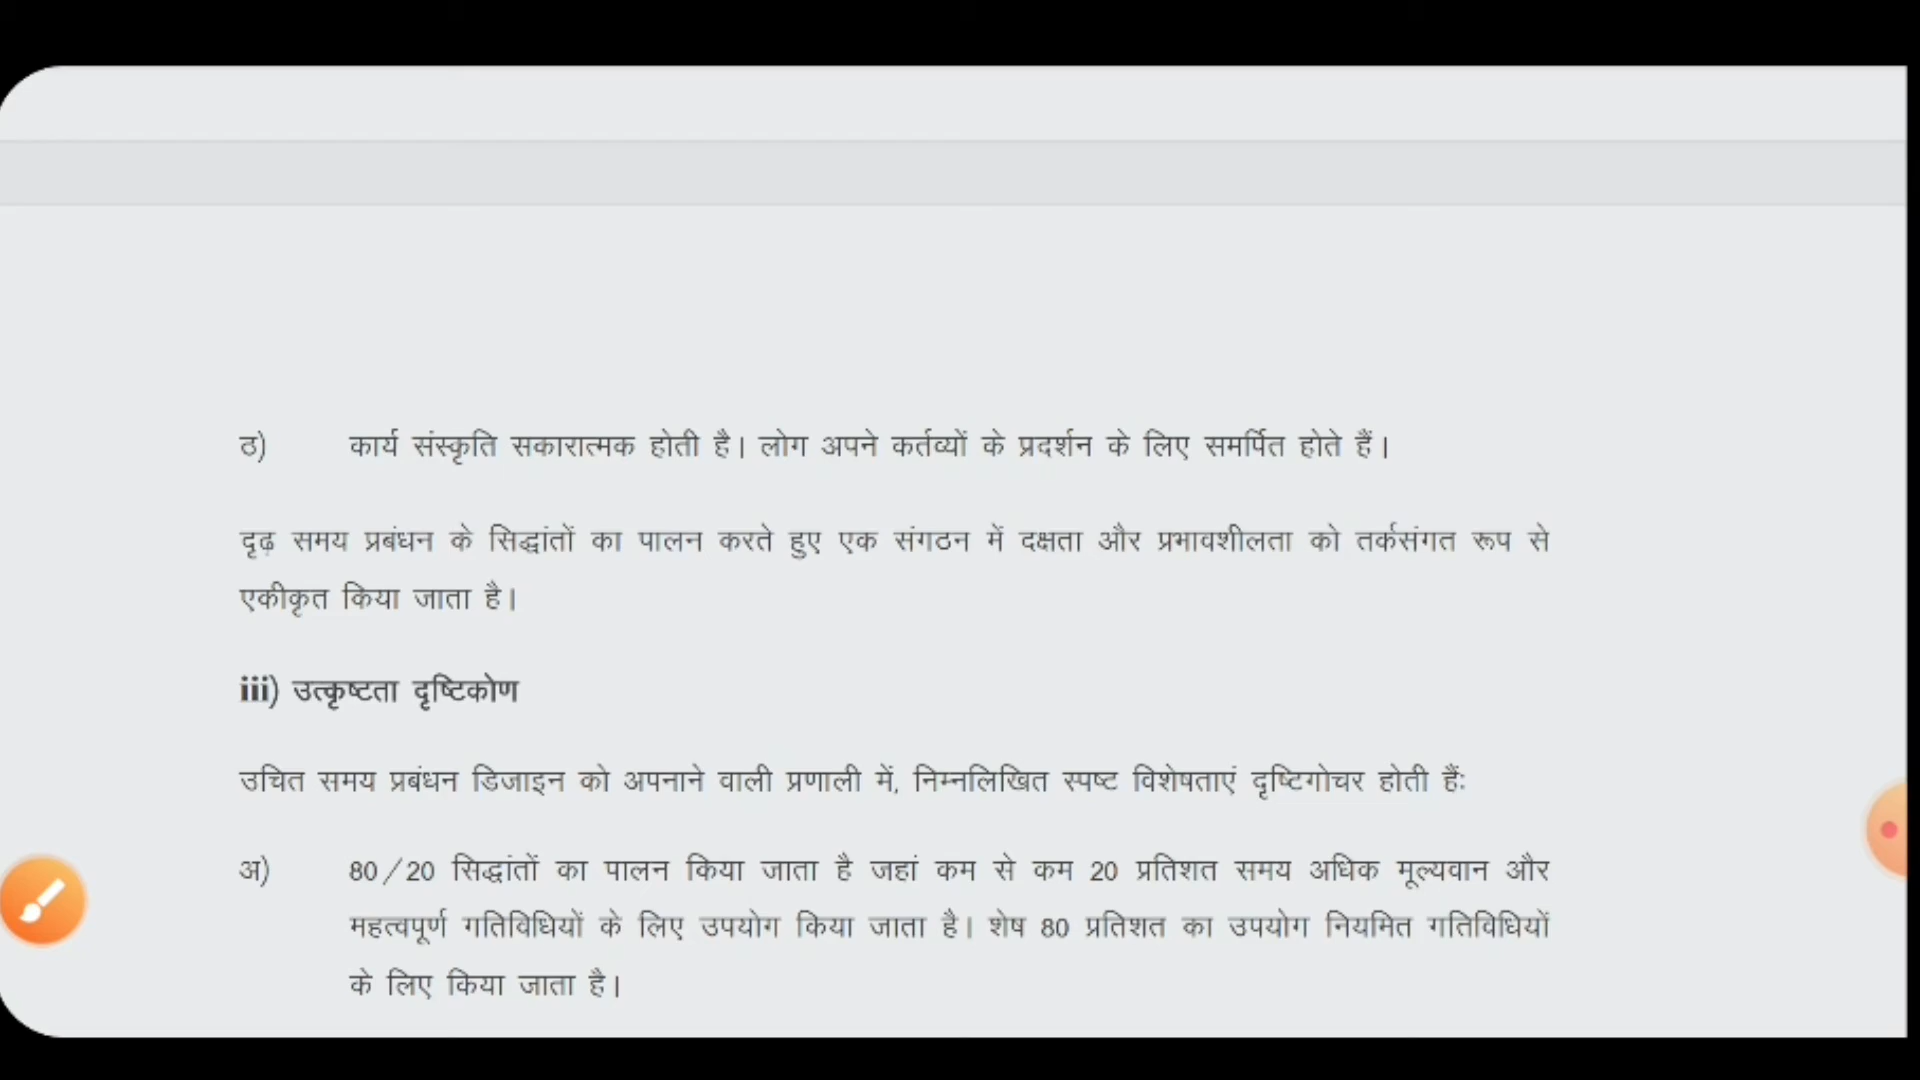 ठ) कार्य संस्कृति सकारात्मक होती है। लोग अपने कर्तव्यों के प्रदर्शन के लिए समर्पित होते हैं।
दृढ़ समय प्रबंधन के सिद्धांतों का पालन करते हुए एक संगठन में दक्षता और प्रभावशीलता को तर्कसंगत रूप से
एकीकृत किया जाता है।
iii) उत्कृष्टता दृष्टिकोण
उचित समय प्रबंधन डिजाइन को अपनाने वाली प्रणाली में, निम्नलिखित स्पष्ट विशेषताएं दृष्टिगोचर होती हैं:
अ) 80/20 सिद्धांतों का पालन किया जाता है जहां कम से कम 20 प्रतिशत समय अधिक मूल्यवान और
महत्वपूर्ण गतिविधियों के लिए उपयोग किया जाता है। शेष 80 प्रतिशत का उपयोग नियमित गतिविधियों
के लिए किया जाता है।